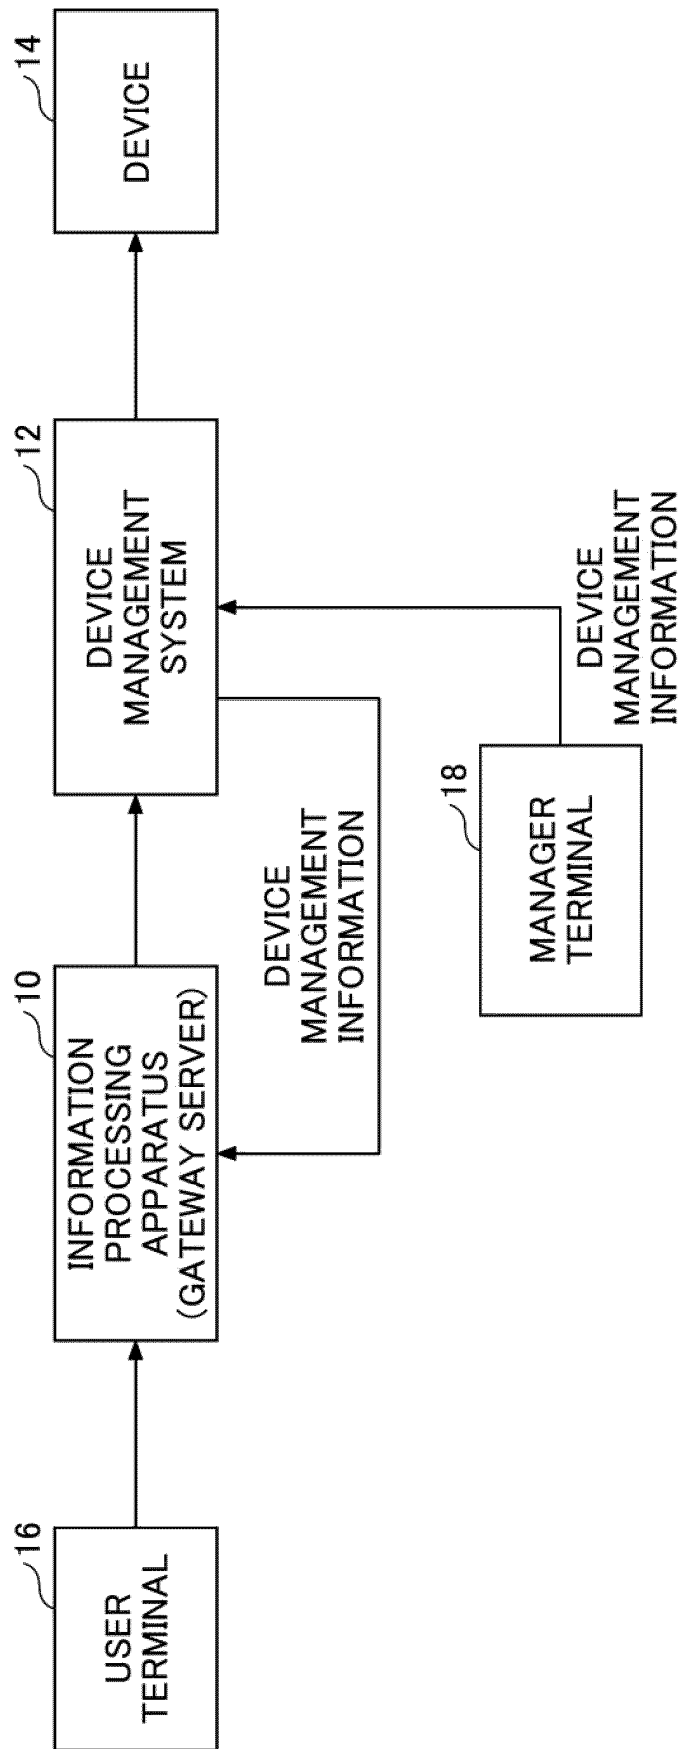 16
USER
TERMINAL
10
INFORMATION
PROCESSING
APPARATUS
(GATEWAY SERVER)
12
DEVICE
MANAGEMENT
SYSTEM
14
DEVICE
DEVICE
MANAGEMENT
INFORMATION
18
MANAGER
TERMINAL
DEVICE
MANAGEMENT
INFORMATION